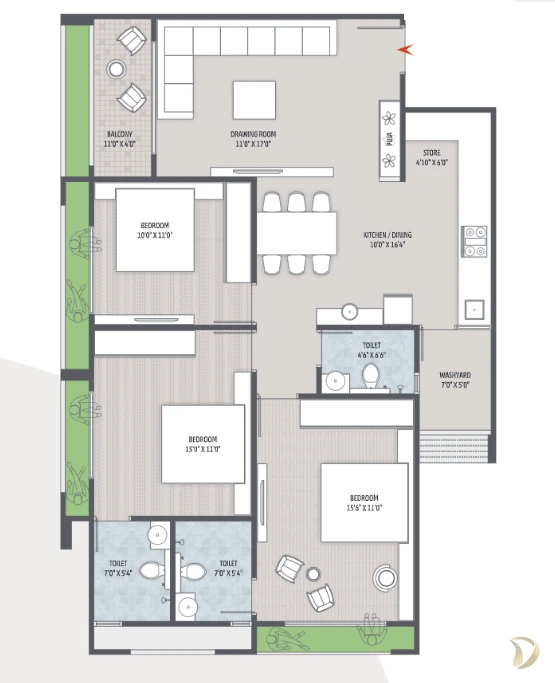 BALCONY
11'0" X 4'0"
DRAWING ROOM
11'0" X 17'0"
PUJA
STORE
4'10" X 6'0"
BEDROOM
10'0" X 11'0"
KITCHEN / DINING
10'0" X 16'4"
TOILET
4'6" X 6'6"
WASHYARD
7'0" X 5'0"
BEDROOM
13'0" X 11'0"
BEDROOM
15'6" X 11'0"
TOILET
7'0" X 5'4"
TOILET
7'0" X 5'4"